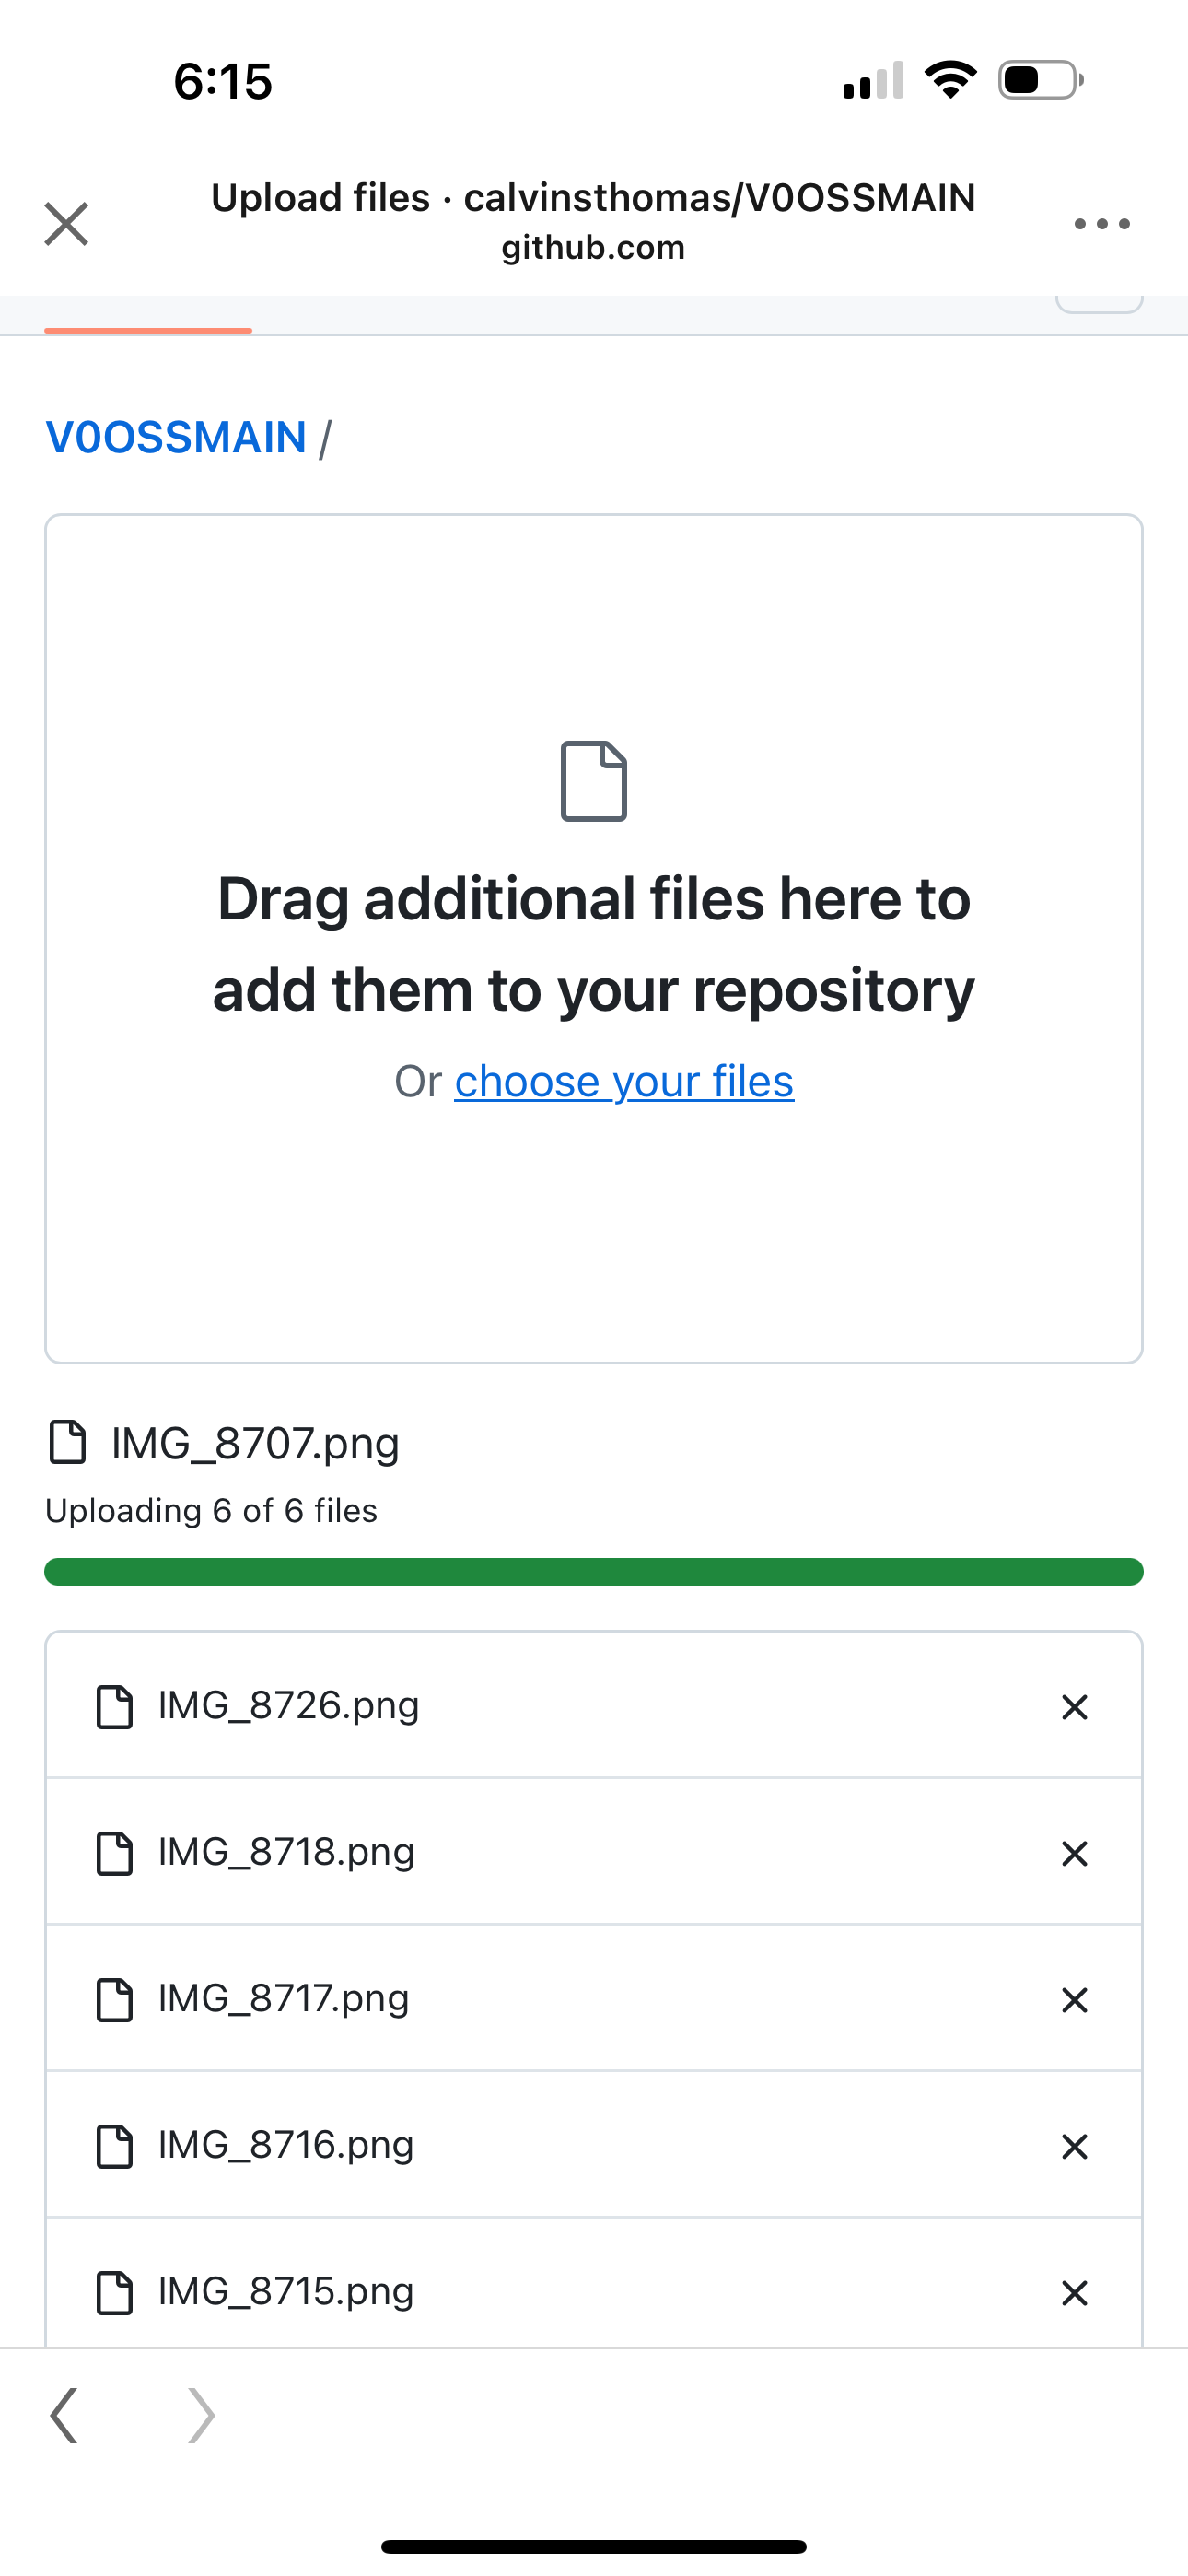 6:15
Upload files · calvinsthomas/V0OSSMAIN
github.com
V0OSSMAIN /
Drag additional files here to
add them to your repository
Or choose your files
IMG_8707.png
Uploading 6 of 6 files
IMG_8726.png
IMG_8718.png
IMG_8717.png
IMG_8716.png
IMG_8715.png